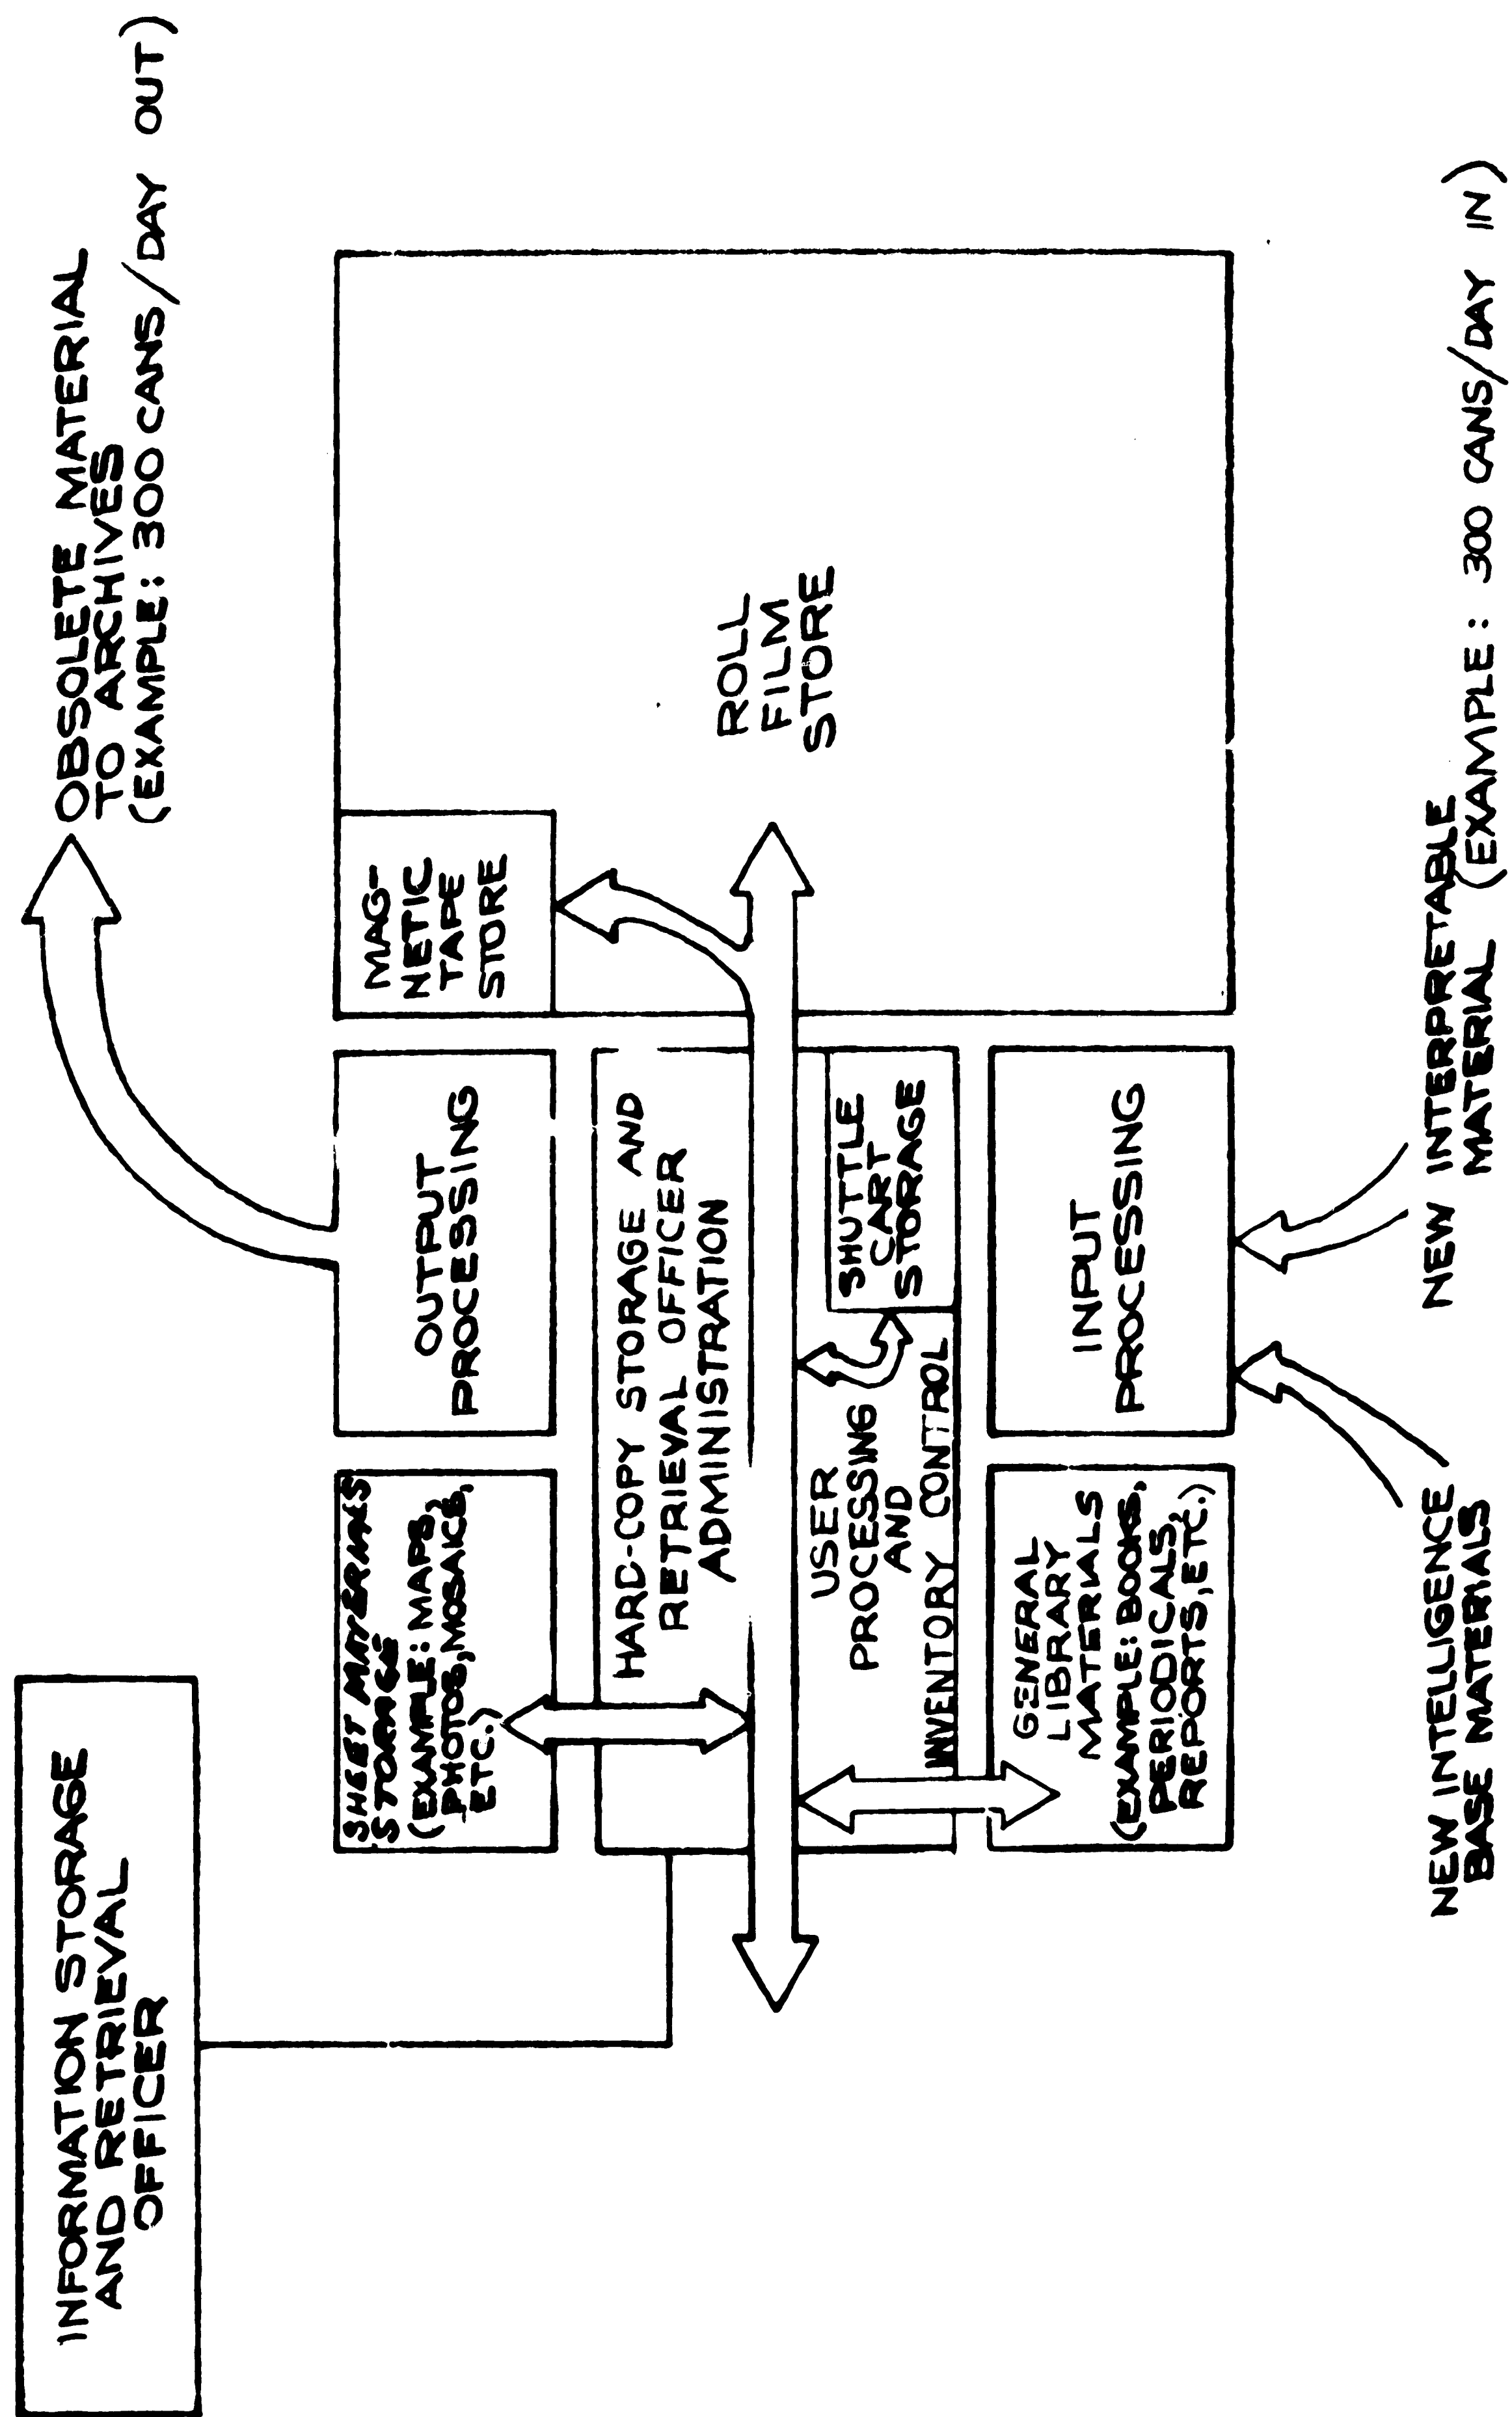 INFORMATION STORAGE
AND RETRIEVAL
OFFICER
OBSOLETE MATERIAL
TO ARCHIVES
(EXAMPLE: 300 CANS/DAY OUT)
SHEET MATERIALS
STORAGE
(EXAMPLE: MAPS,
PHOTOS, MOSAICS,
ETC.)
OUTPUT
PROCESSING
MAG-
NETIC
TAPE
STORE
HARD-COPY STORAGE AND
RETRIEVAL OFFICER
ADMINISTRATION
ROLL
FILM
STORE
USER
PROCESSING
AND
INVENTORY CONTROL
SHUTTLE
CART
STORAGE
GENERAL
LIBRARY
MATERIALS
(EXAMPLE: BOOKS,
PERIODICALS,
REPORTS, ETC.)
INPUT
PROCESSING
NEW INTELLIGENCE
BASE MATERIALS
NEW INTERPRETABLE
MATERIAL (EXAMPLE: 300 CANS/DAY IN)